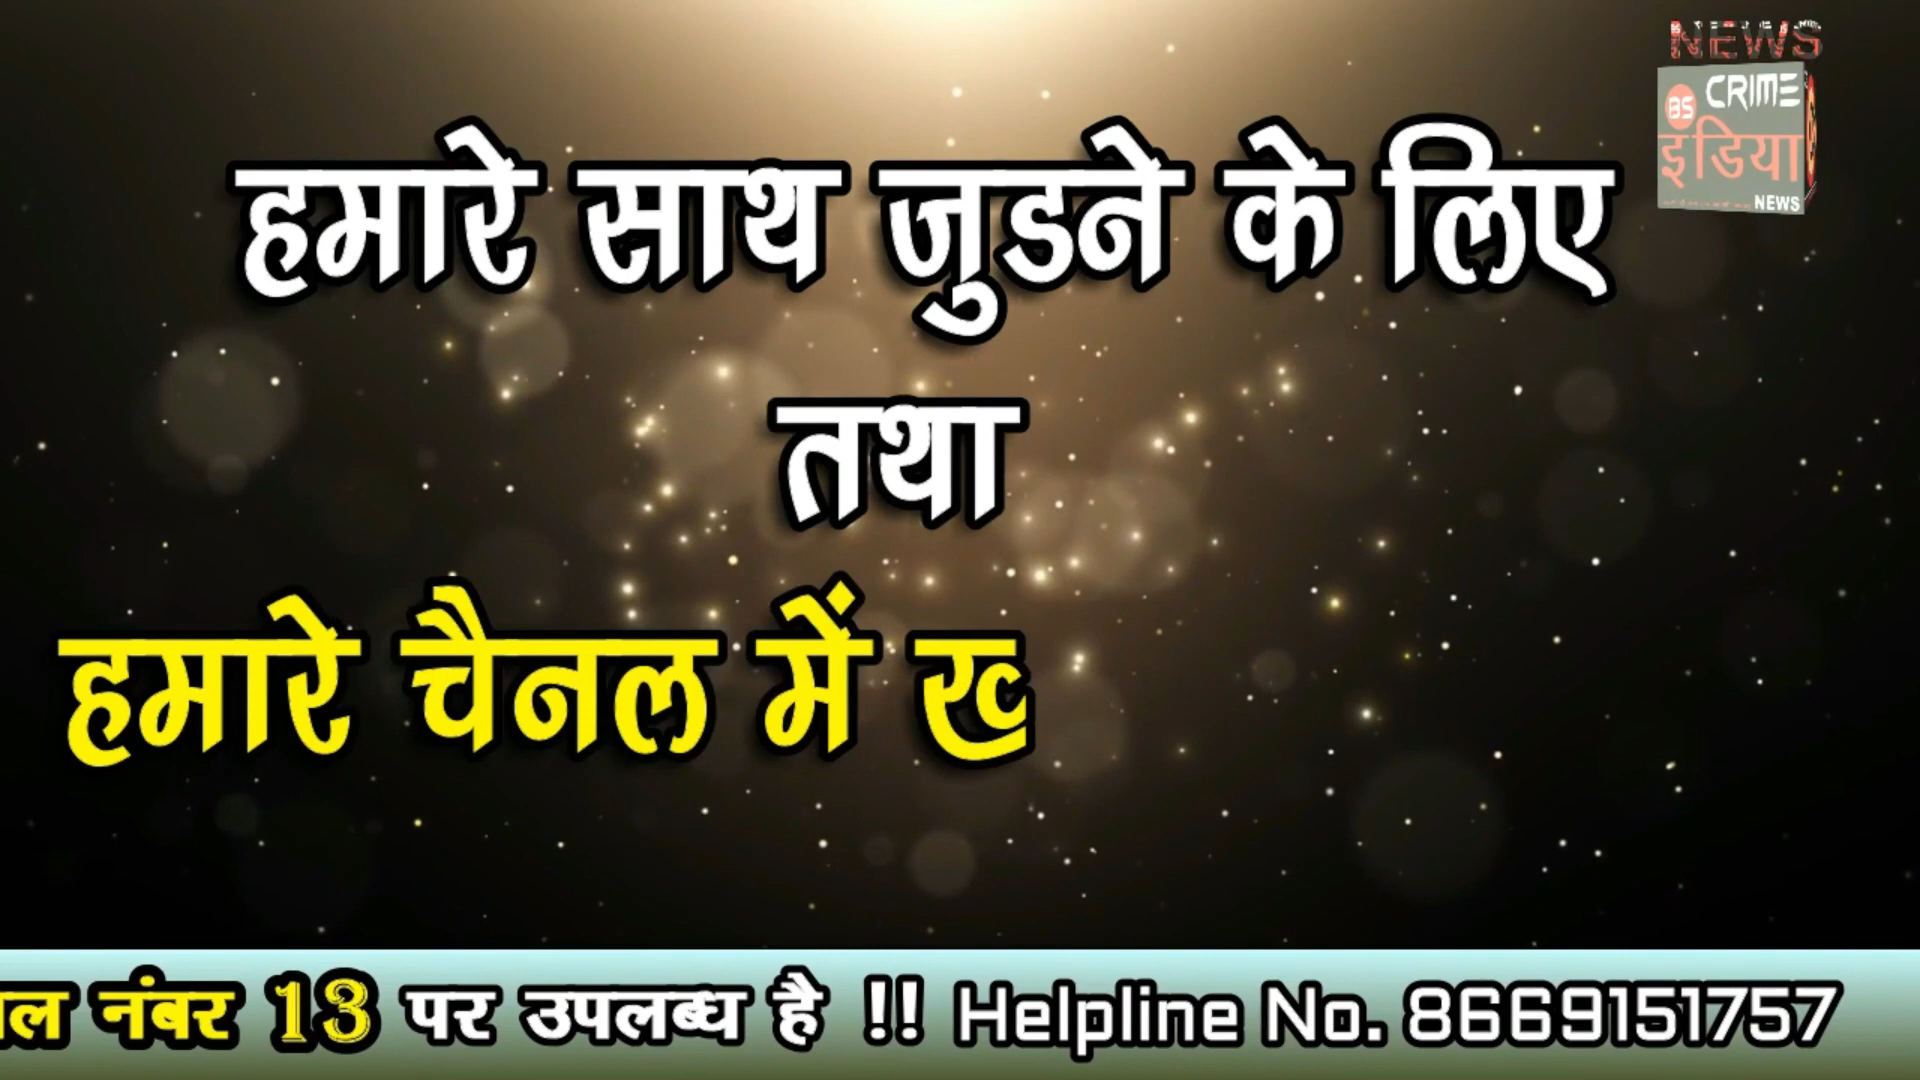 NEWS
BS CRIME
इंडिया
NEWS
हमारे साथ जुडने के लिए
तथा
हमारे चैनल में ख
नंबर 13 पर उपलब्ध है !! Helpline No. 8669151757